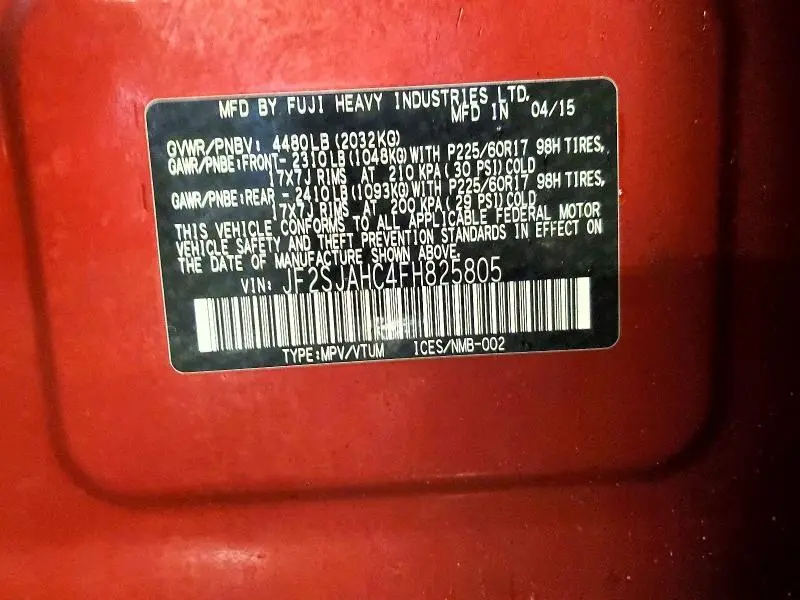 MFD BY FUJI HEAVY INDUSTRIES LTD.
MFD IN 04/15
GVWR/PNBV: 4480LB(2032KG)
GAWR/PNBE:FRONT- 2310LB(1048KG)WITH P225/60R17 98H TIRES,
17X7J RIMS AT 210 KPA(30 PSI)COLD
GAWR/PNBE:REAR - 2410LB(1093KG)WITH P225/60R17 98H TIRES,
17X7J RIMS AT 200 KPA(29 PSI)COLD
THIS VEHICLE CONFORMS TO ALL APPLICABLE FEDERAL MOTOR
VEHICLE SAFETY AND THEFT PREVENTION STANDARDS IN EFFECT ON
THE DATE OF MANUFACTURE SHOWN ABOVE.
VIN: JF2SJAHC4FH825805
TYPE:MPV/VTUM ICES/NMB-002